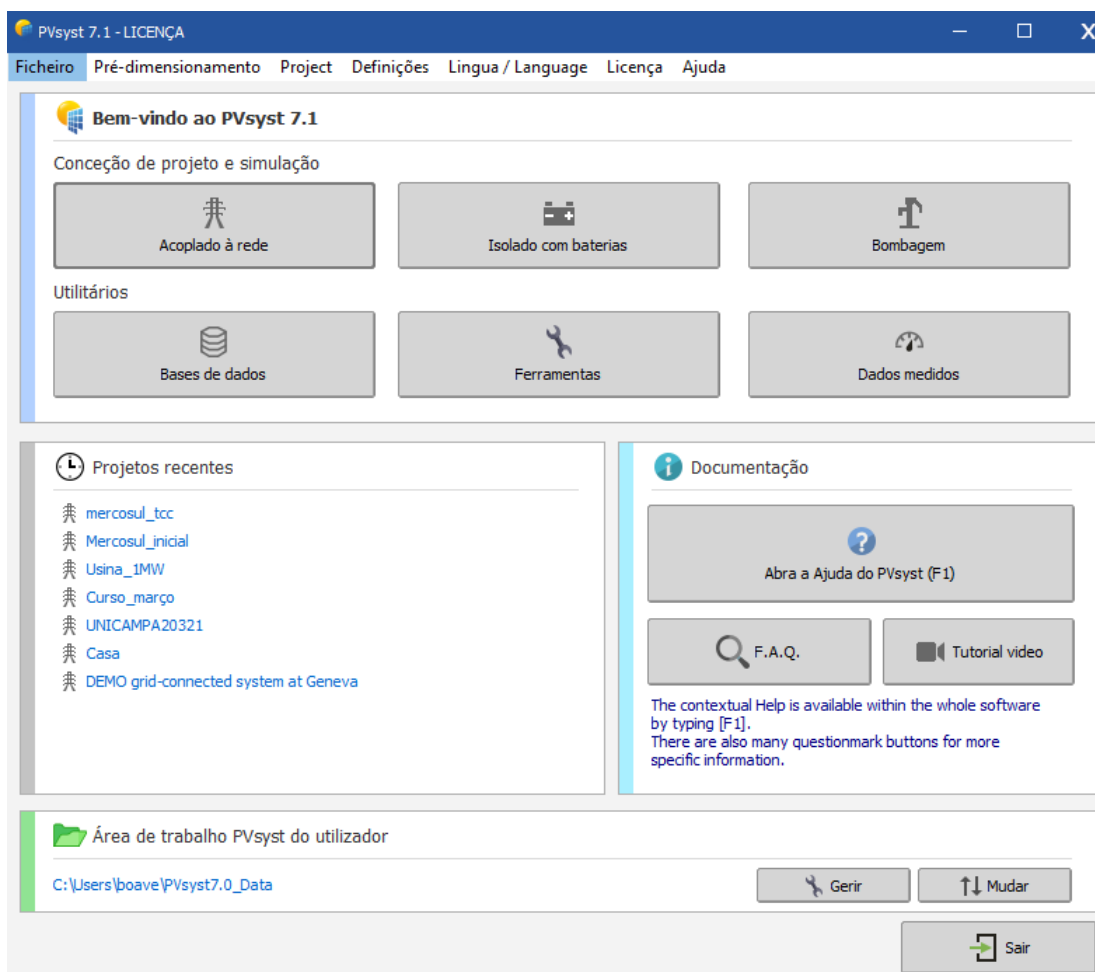 PVsyst 7.1 - LICENÇA
Ficheiro Pré-dimensionamento Project Definições Lingua / Language Licença Ajuda
Bem-vindo ao PVsyst 7.1
Conceção de projeto e simulação
Acoplado à rede
Isolado com baterias
Bombagem
Utilitários
Bases de dados
Ferramentas
Dados medidos
Projetos recentes
mercosul_tcc
Mercosul_inicial
Usina_1MW
Curso_março
UNICAMPA20321
Casa
DEMO grid-connected system at Geneva
Documentação
Abra a Ajuda do PVsyst (F1)
F.A.Q.
Tutorial video
The contextual Help is available within the whole software
by typing [F1].
There are also many questionmark buttons for more
specific information.
Área de trabalho PVsyst do utilizador
C:\Users\boave\PVsyst7.0_Data
Gerir
Mudar
Sair